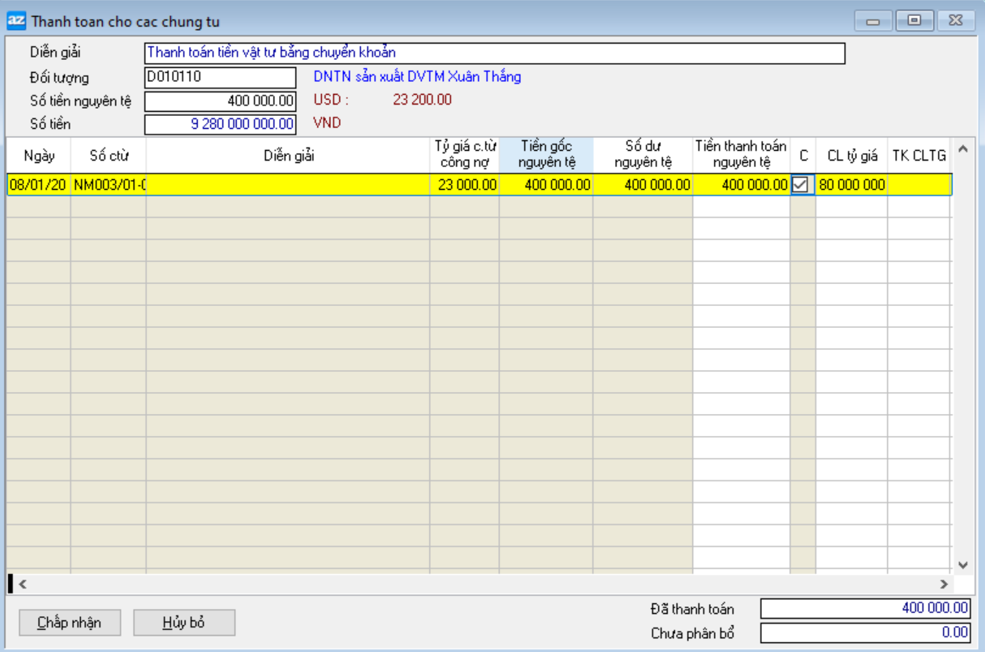 az Thanh toan cho cac chung tu
Diễn giải Thanh toán tiền vật tư bằng chuyển khoản
Đối tượng D010110 DNTN sản xuất DVTM Xuân Thắng
Số tiền nguyên tệ 400 000.00 USD : 23 200.00
Số tiền 9 280 000 000.00 VND
Ngày Số ctừ Diễn giải Tỷ giá c.từ công nợ Tiền gốc nguyên tệ Số dư nguyên tệ Tiền thanh toán nguyên tệ C CL tỷ giá TK CLTG
08/01/20 NM003/01-0 23 000.00 400 000.00 400 000.00 400 000.00 80 000 000
Đã thanh toán 400 000.00
Chấp nhận Hủy bỏ
Chưa phân bổ 0.00